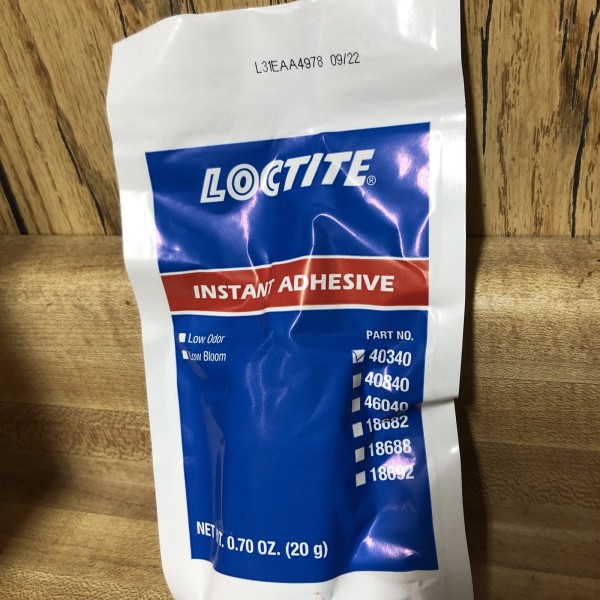 L31EAA4978 09/22
LOCTITE®
INSTANT ADHESIVE
Low Odor
Low Bloom
PART NO.
40340
40840
46040
18682
18688
18692
NET WT. 0.70 OZ. (20 g)